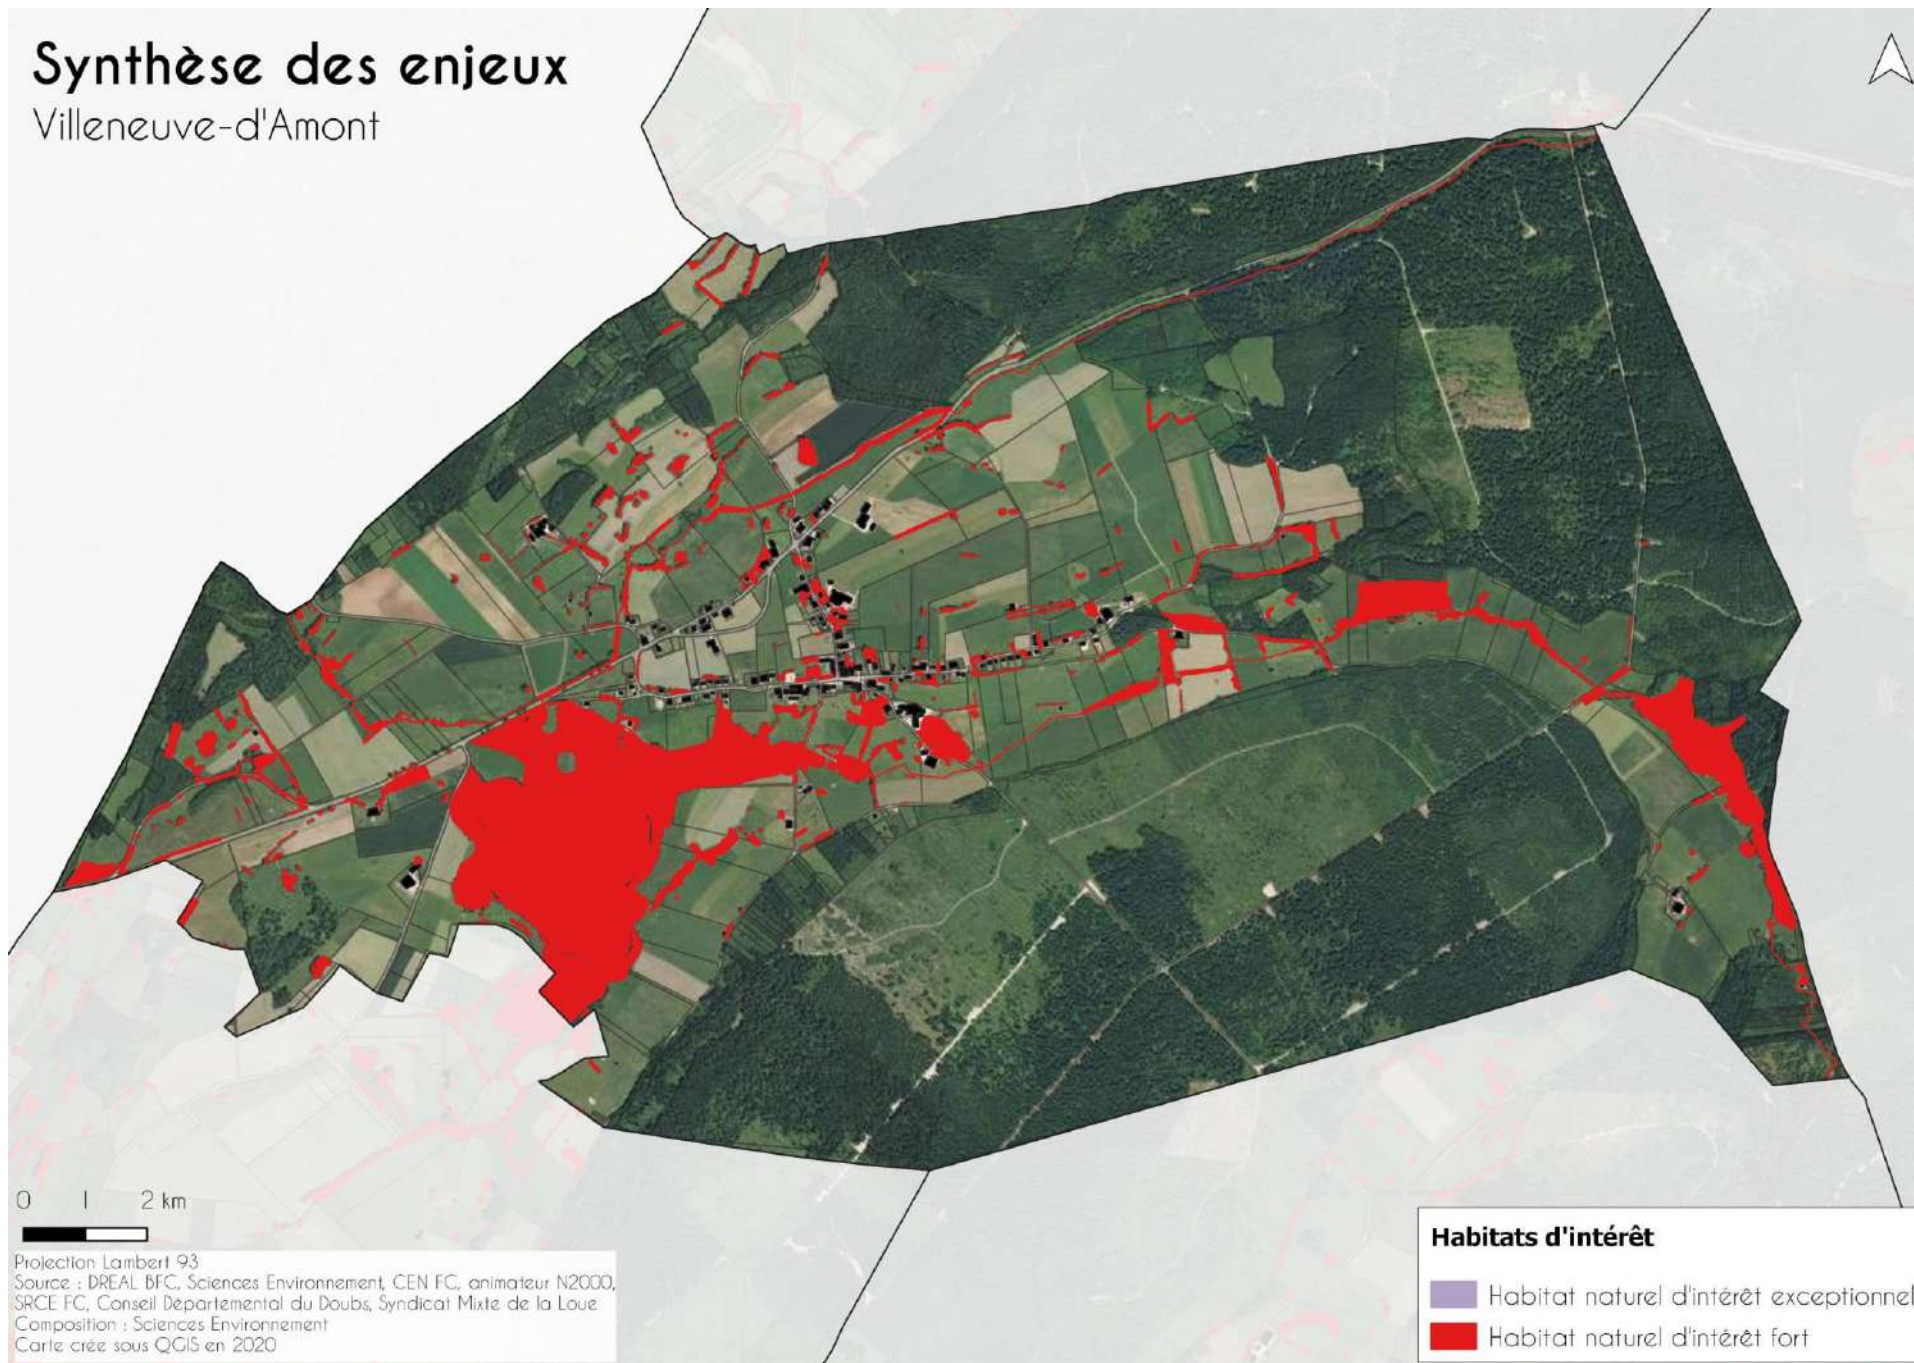 Synthèse des enjeux
Villeneuve-d'Amont
0 1 2 km
Projection Lambert 93
Source : DREAL BFC, Sciences Environnement, CEN FC, animateur N2000,
SRCE FC, Conseil Départemental du Doubs, Syndicat Mixte de la Loue
Composition : Sciences Environnement
Carte crée sous QGIS en 2020
Habitats d'intérêt
Habitat naturel d'intérêt exceptionnel
Habitat naturel d'intérêt fort